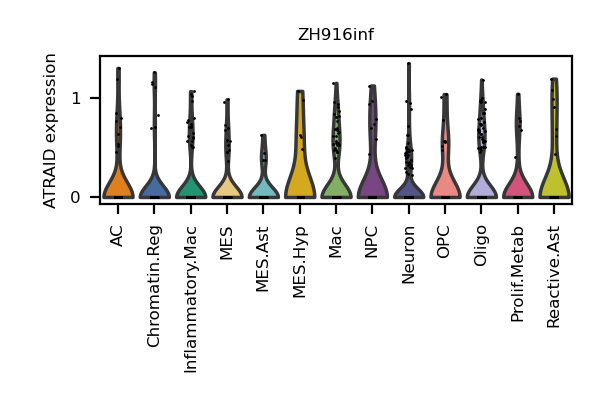 ZH916inf
ATRAID expression
1
0
AC
Chromatin.Reg
Inflammatory.Mac
MES
MES.Ast
MES.Hyp
Mac
NPC
Neuron
OPC
Oligo
Prolif.Metab
Reactive.Ast